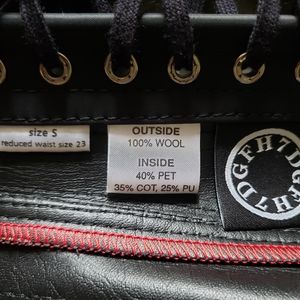 size S
reduced waist size 23
OUTSIDE
100% WOOL
INSIDE
40% PET
35% COT, 25% PU
DGFH7DGFH7